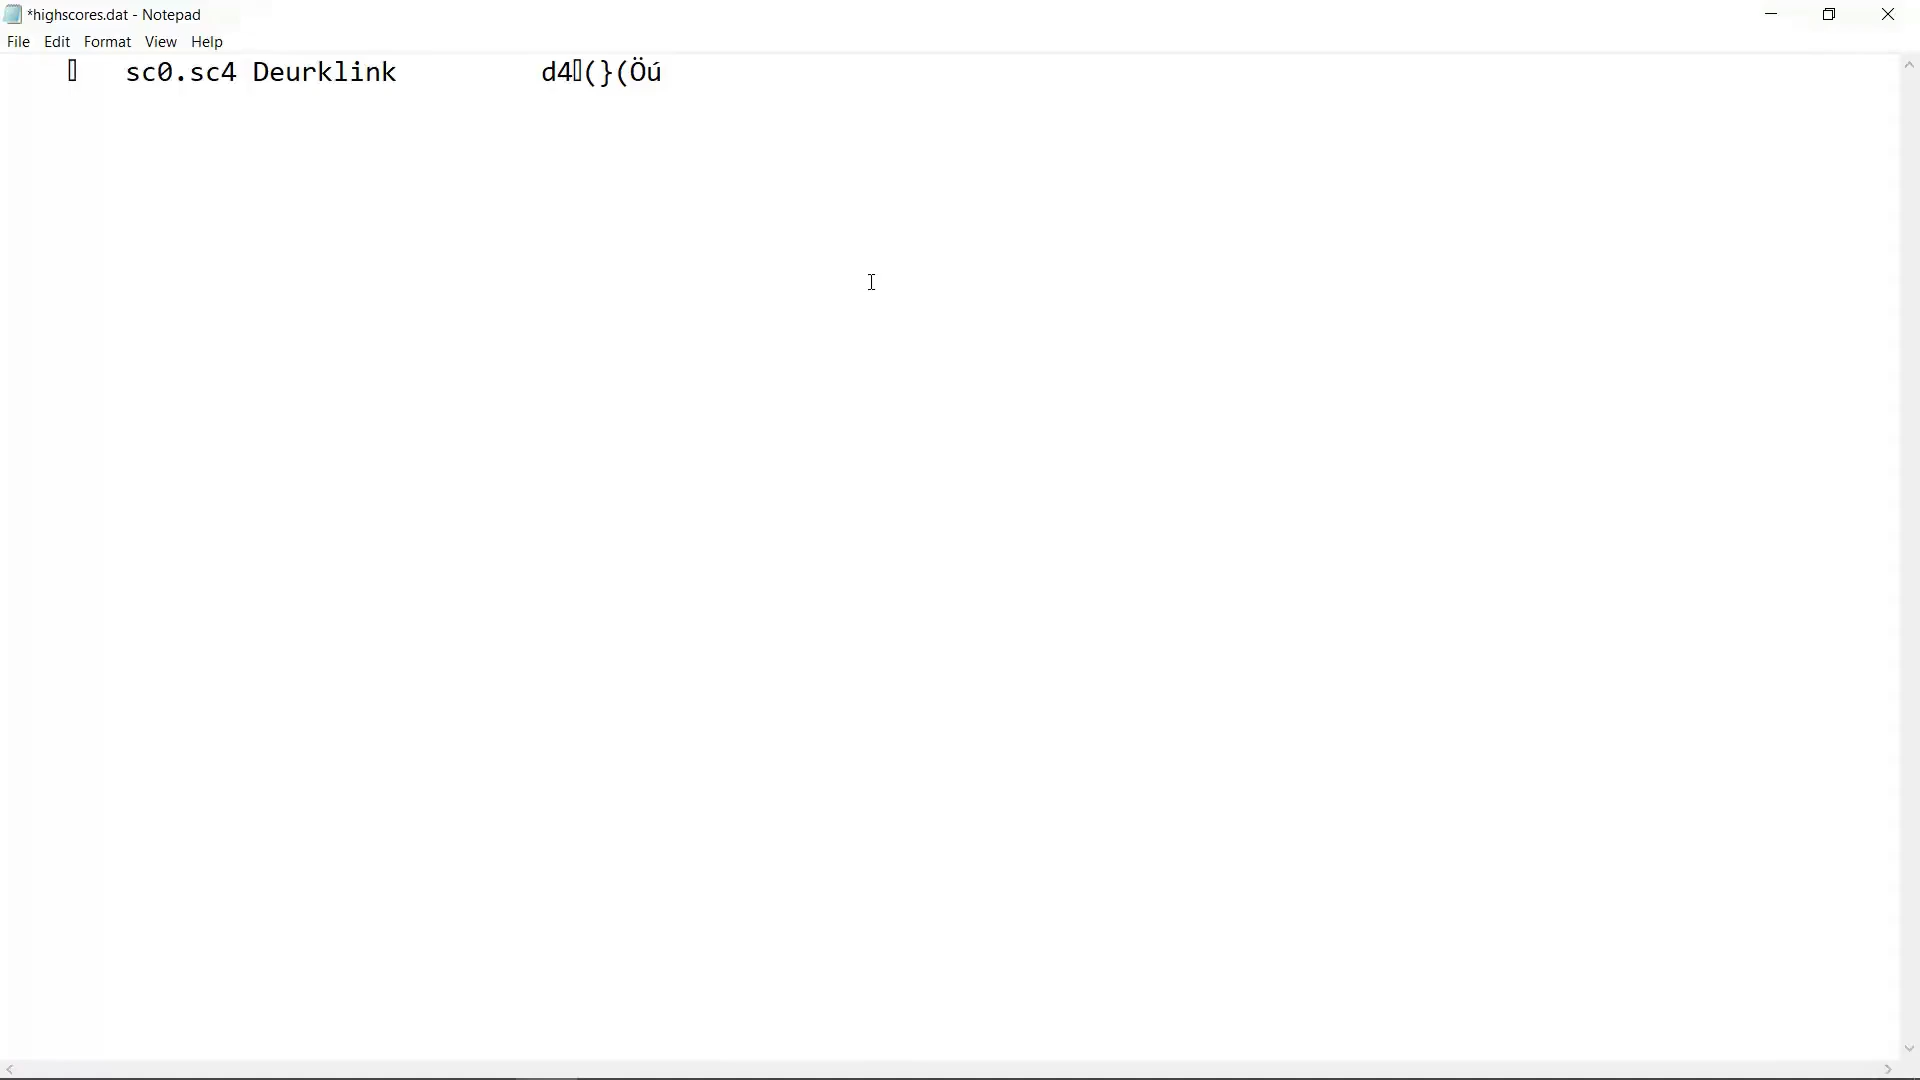 *highscores.dat - Notepad
File Edit Format View Help
▯ sc0.sc4 Deurklink d4▯(}(Öú